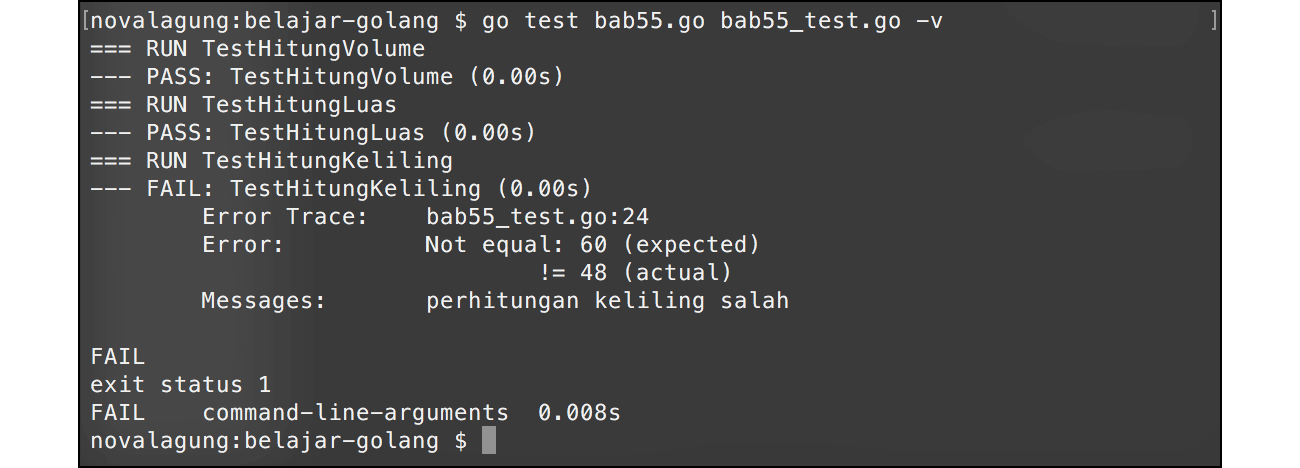 [novalagung:belajar-golang $ go test bab55.go bab55_test.go -v ]
=== RUN TestHitungVolume
--- PASS: TestHitungVolume (0.00s)
=== RUN TestHitungLuas
--- PASS: TestHitungLuas (0.00s)
=== RUN TestHitungKeliling
--- FAIL: TestHitungKeliling (0.00s)
        Error Trace:    bab55_test.go:24
        Error:          Not equal: 60 (expected)
                                != 48 (actual)
        Messages:       perhitungan keliling salah
FAIL
exit status 1
FAIL    command-line-arguments  0.008s
novalagung:belajar-golang $